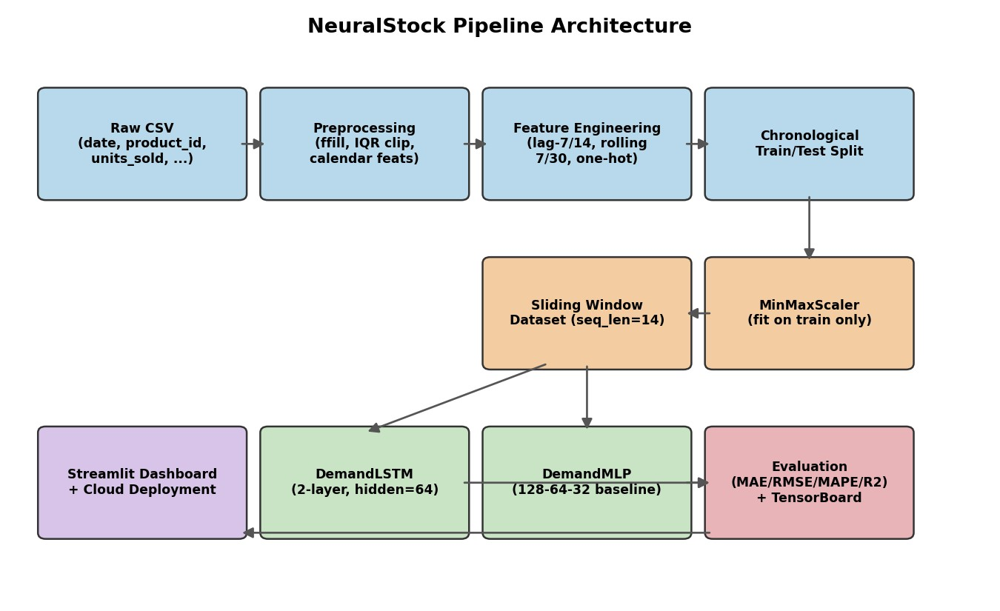 NeuralStock Pipeline Architecture
Raw CSV
(date, product_id,
units_sold, ...)
Preprocessing
(ffill, IQR clip,
calendar feats)
Feature Engineering
(lag-7/14, rolling
7/30, one-hot)
Chronological
Train/Test Split
Sliding Window
Dataset (seq_len=14)
MinMaxScaler
(fit on train only)
Streamlit Dashboard
+ Cloud Deployment
DemandLSTM
(2-layer, hidden=64)
DemandMLP
(128-64-32 baseline)
Evaluation
(MAE/RMSE/MAPE/R2)
+ TensorBoard